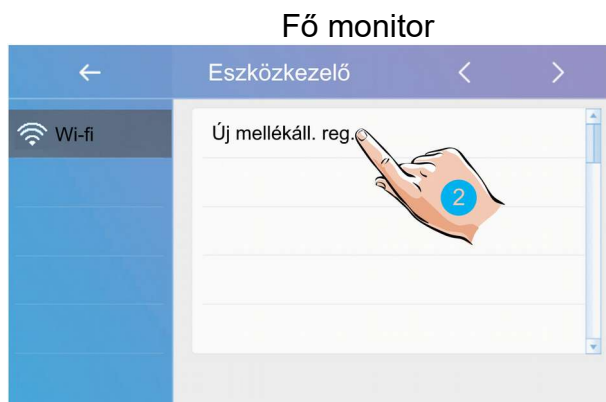 Fő monitor
Eszközkezelő
Wi-fi
Új mellékáll. reg.
2